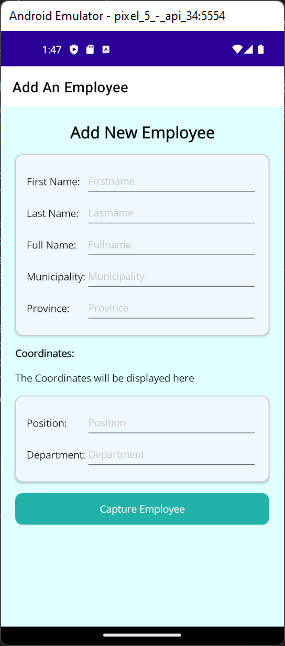 Android Emulator - pixel_5_-_api_34:5554
1:47
Add An Employee
Add New Employee
First Name: Firstname
Last Name: Lastname
Full Name: Fullname
Municipality: Municipality
Province: Province
Coordinates:
The Coordinates will be displayed here
Position: Position
Department: Department
Capture Employee